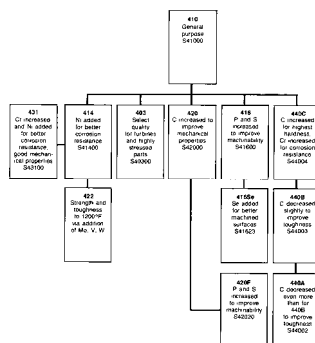 410
General
purpose
S41000
431
Cr increased
and Ni added
for better
corrosion
resistance,
good mechan-
ical properties
S43100
414
Ni added
for better
corrosion
resistance
S41400
403
Select
quality
for turbines
and highly
stressed
parts
S40300
420
C increased to
improve
mechanical
properties
S42000
416
P and S
increased
to improve
machinability
S41600
440C
C increased
for highest
hardness,
Cr increased
for corrosion
resistance
S44004
422
Strength and
toughness
to 1200°F
via addition
of Mo, V, W
416Se
Se added
for better
machined
surfaces
S41623
440B
C decreased
slightly to
improve
toughness
S44003
420F
P and S
increased
to improve
machinability
S42020
440A
C decreased
even more
than for
440B
to improve
toughness
S44002